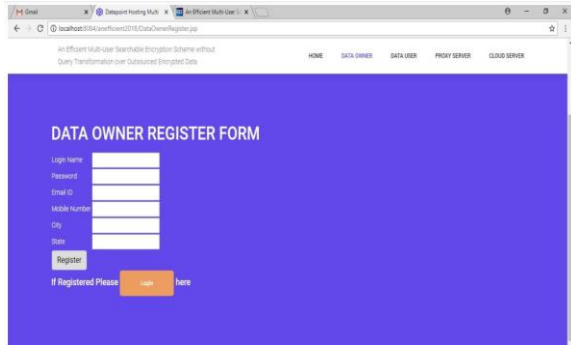 Gmail
Datapoint Hosting Multi
An Efficient Multi-User Se
localhost:8084/anefficient2018/DataOwnerRegister.jsp
An Efficient Multi-User Searchable Encryption Scheme without
Query Transformation over Outsourced Encrypted Data
HOME DATA OWNER DATA USER PROXY SERVER CLOUD SERVER
DATA OWNER REGISTER FORM
Login Name
Password
Email ID
Mobile Number
City
State
Register
If Registered Please Login here